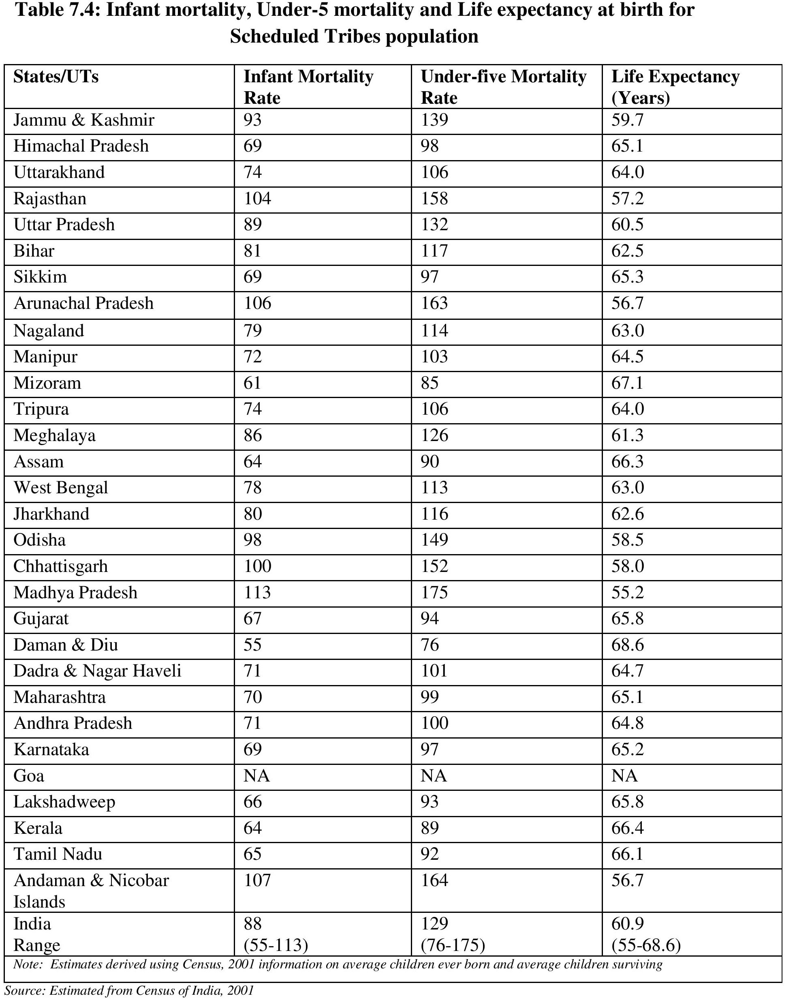 Table 7.4: Infant mortality, Under-5 mortality and Life expectancy at birth for
Scheduled Tribes population
States/UTs Infant Mortality Rate Under-five Mortality Rate Life Expectancy (Years)
Jammu & Kashmir 93 139 59.7
Himachal Pradesh 69 98 65.1
Uttarakhand 74 106 64.0
Rajasthan 104 158 57.2
Uttar Pradesh 89 132 60.5
Bihar 81 117 62.5
Sikkim 69 97 65.3
Arunachal Pradesh 106 163 56.7
Nagaland 79 114 63.0
Manipur 72 103 64.5
Mizoram 61 85 67.1
Tripura 74 106 64.0
Meghalaya 86 126 61.3
Assam 64 90 66.3
West Bengal 78 113 63.0
Jharkhand 80 116 62.6
Odisha 98 149 58.5
Chhattisgarh 100 152 58.0
Madhya Pradesh 113 175 55.2
Gujarat 67 94 65.8
Daman & Diu 55 76 68.6
Dadra & Nagar Haveli 71 101 64.7
Maharashtra 70 99 65.1
Andhra Pradesh 71 100 64.8
Karnataka 69 97 65.2
Goa NA NA NA
Lakshadweep 66 93 65.8
Kerala 64 89 66.4
Tamil Nadu 65 92 66.1
Andaman & Nicobar Islands 107 164 56.7
India 88 129 60.9
Range (55-113) (76-175) (55-68.6)
Note: Estimates derived using Census, 2001 information on average children ever born and average children surviving
Source: Estimated from Census of India, 2001